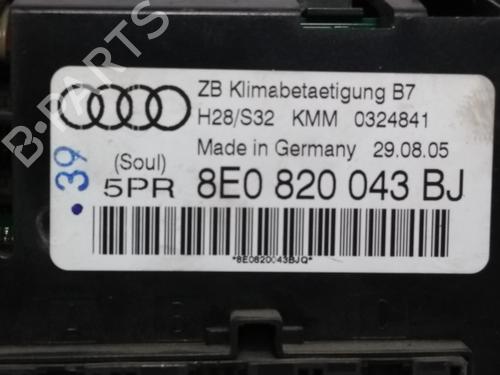 B-PARTS
ZB Klimabetaetigung B7
H28/S32 KMM 0324841
Made in Germany 29.08.05
39
(Soul)
5PR 8E0 820 043 BJ
*8E0820043BJQ*